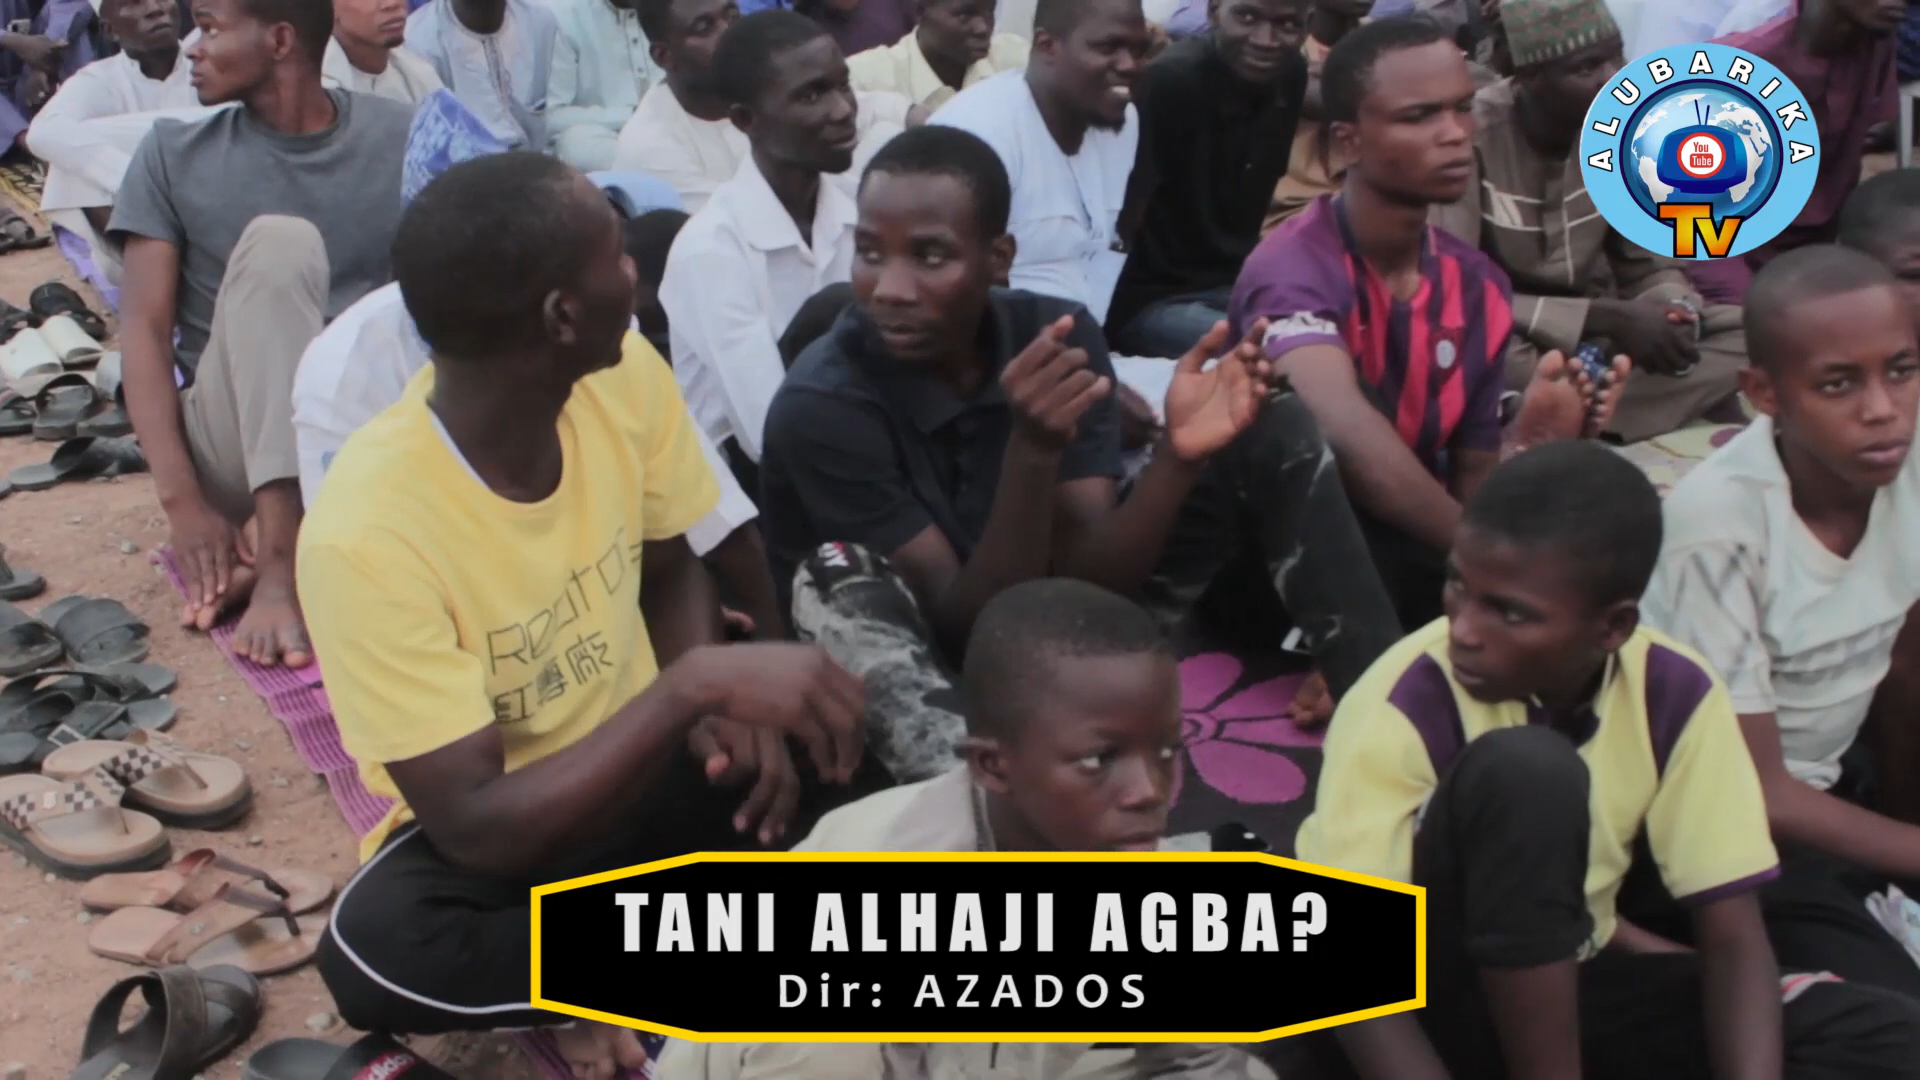 ALUBARIKA
You
Tube
TV
TANI ALHAJI AGBA?
Dir: AZADOS